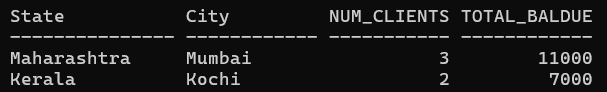 State           City         NUM_CLIENTS TOTAL_BALDUE
--------------- ------------ ----------- ------------
Maharashtra     Mumbai                 3        11000
Kerala          Kochi                  2         7000